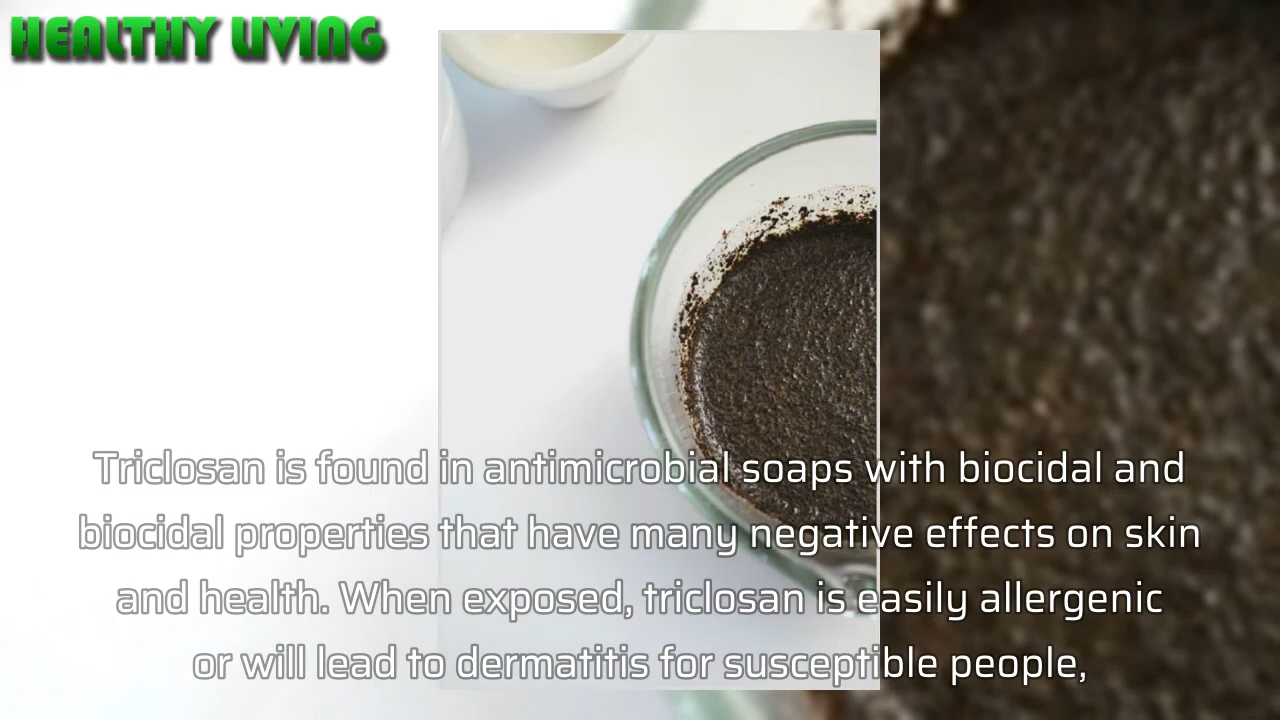 HEALTHY LIVING
Triclosan is found in antimicrobial soaps with biocidal and
biocidal properties that have many negative effects on skin
and health. When exposed, triclosan is easily allergenic
or will lead to dermatitis for susceptible people,